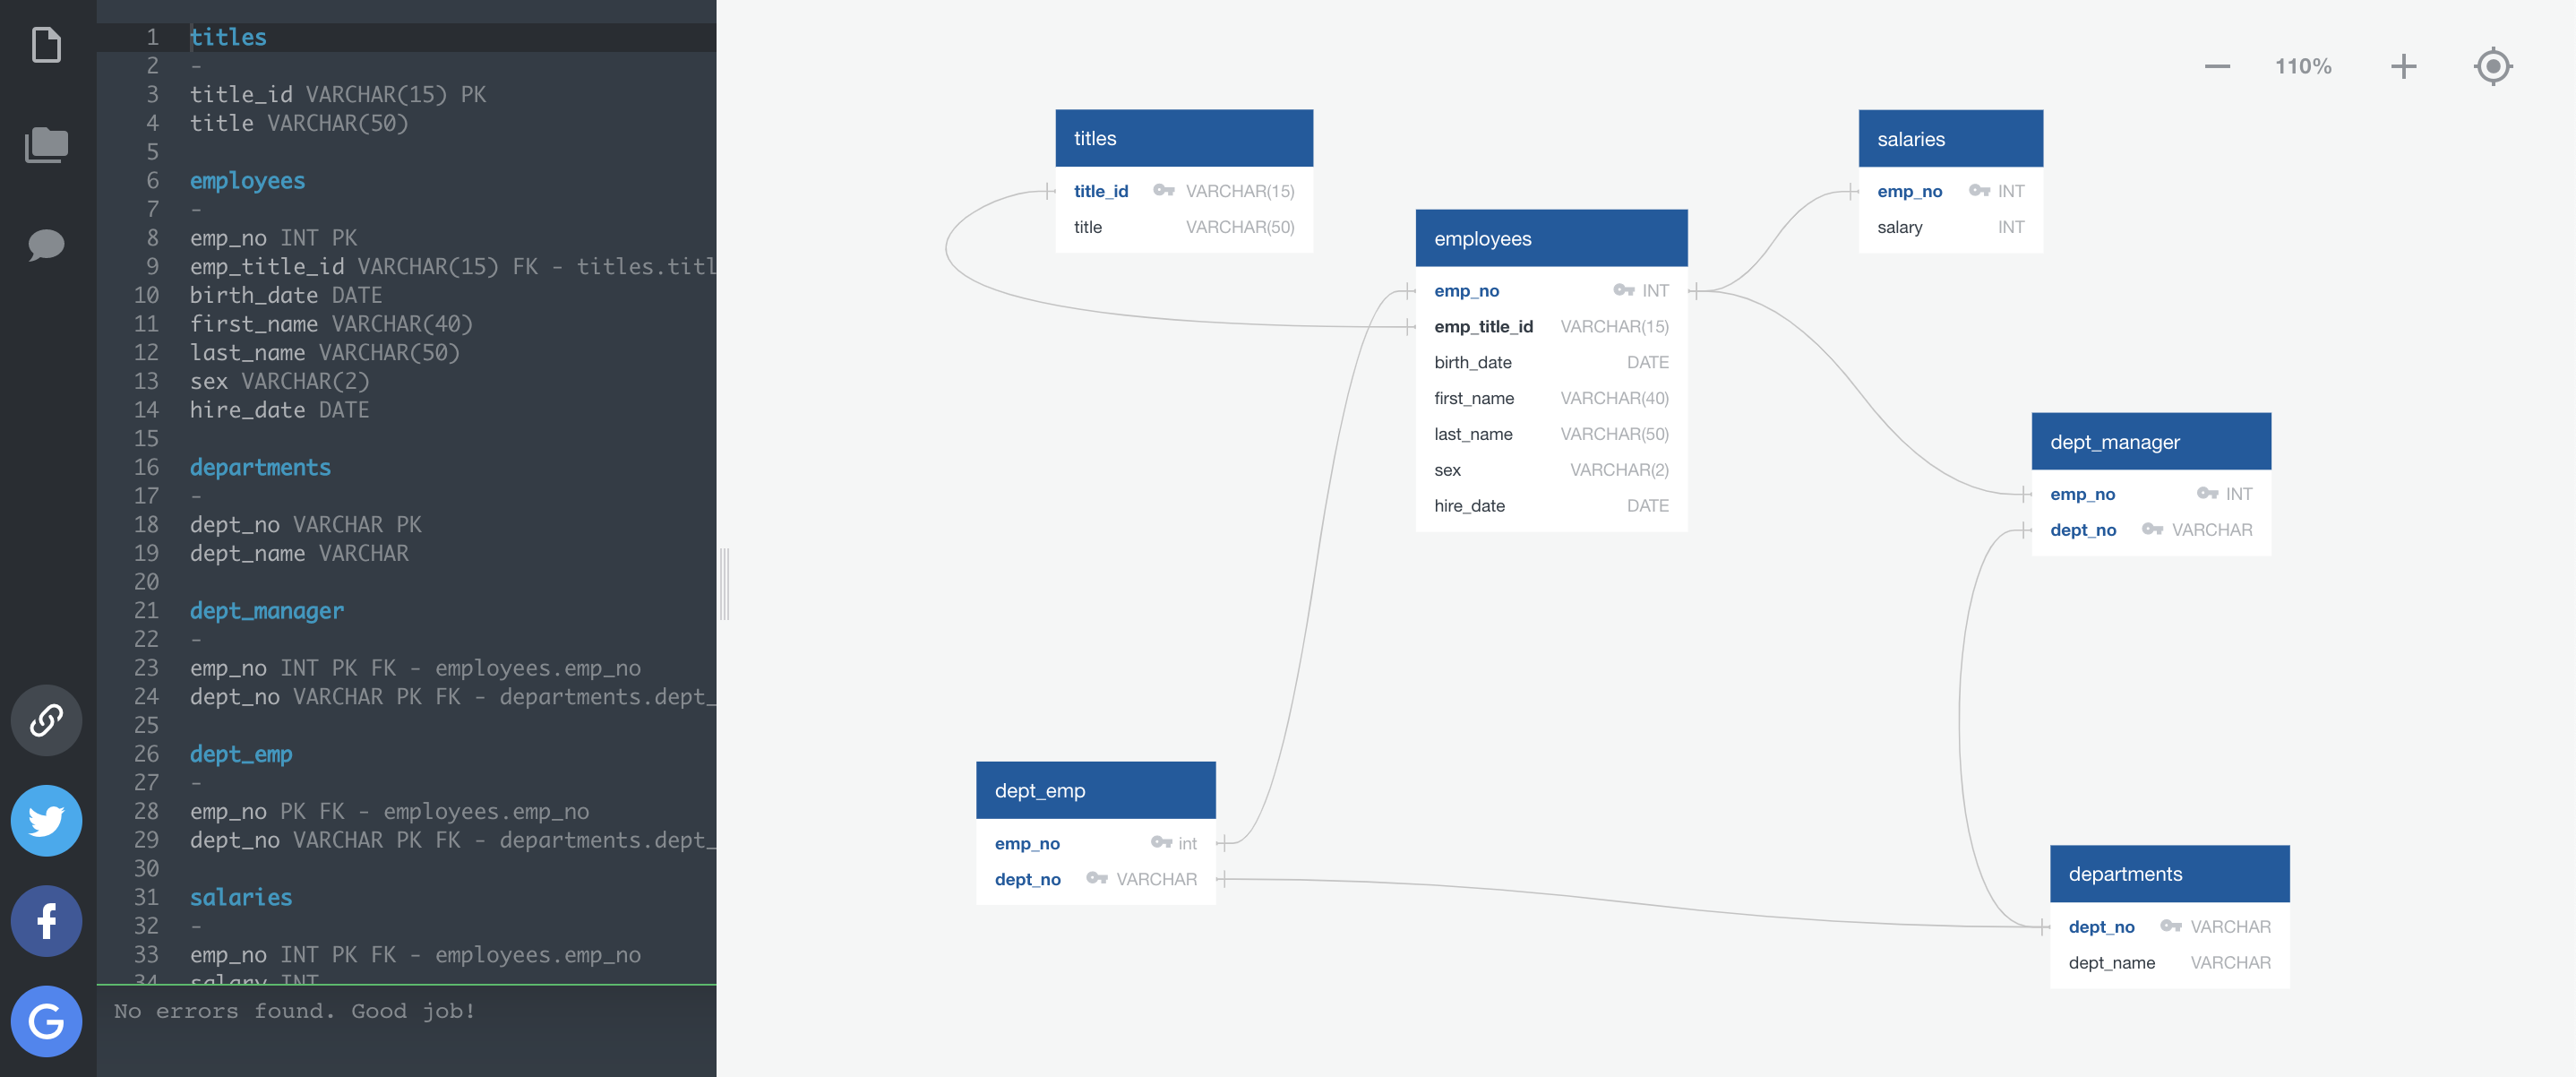 1 titles
2 -
3 title_id VARCHAR(15) PK
4 title VARCHAR(50)
5
6 employees
7 -
8 emp_no INT PK
9 emp_title_id VARCHAR(15) FK - titles.titl
10 birth_date DATE
11 first_name VARCHAR(40)
12 last_name VARCHAR(50)
13 sex VARCHAR(2)
14 hire_date DATE
15
16 departments
17 -
18 dept_no VARCHAR PK
19 dept_name VARCHAR
20
21 dept_manager
22 -
23 emp_no INT PK FK - employees.emp_no
24 dept_no VARCHAR PK FK - departments.dept_
25
26 dept_emp
27 -
28 emp_no PK FK - employees.emp_no
29 dept_no VARCHAR PK FK - departments.dept_
30
31 salaries
32 -
33 emp_no INT PK FK - employees.emp_no
34 salary INT
No errors found. Good job!
110%
titles
title_id VARCHAR(15)
title VARCHAR(50)
salaries
emp_no INT
salary INT
employees
emp_no INT
emp_title_id VARCHAR(15)
birth_date DATE
first_name VARCHAR(40)
last_name VARCHAR(50)
sex VARCHAR(2)
hire_date DATE
dept_manager
emp_no INT
dept_no VARCHAR
dept_emp
emp_no int
dept_no VARCHAR
departments
dept_no VARCHAR
dept_name VARCHAR